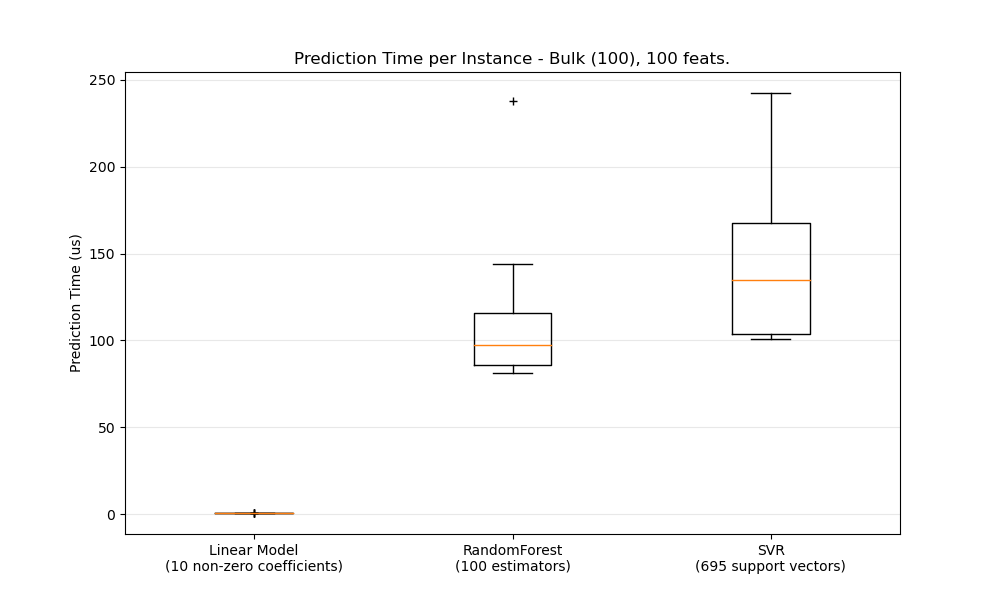 Prediction Time per Instance - Bulk (100), 100 feats.
Prediction Time (us)
250
200
150
100
50
0
Linear Model
(10 non-zero coefficients)
RandomForest
(100 estimators)
SVR
(695 support vectors)